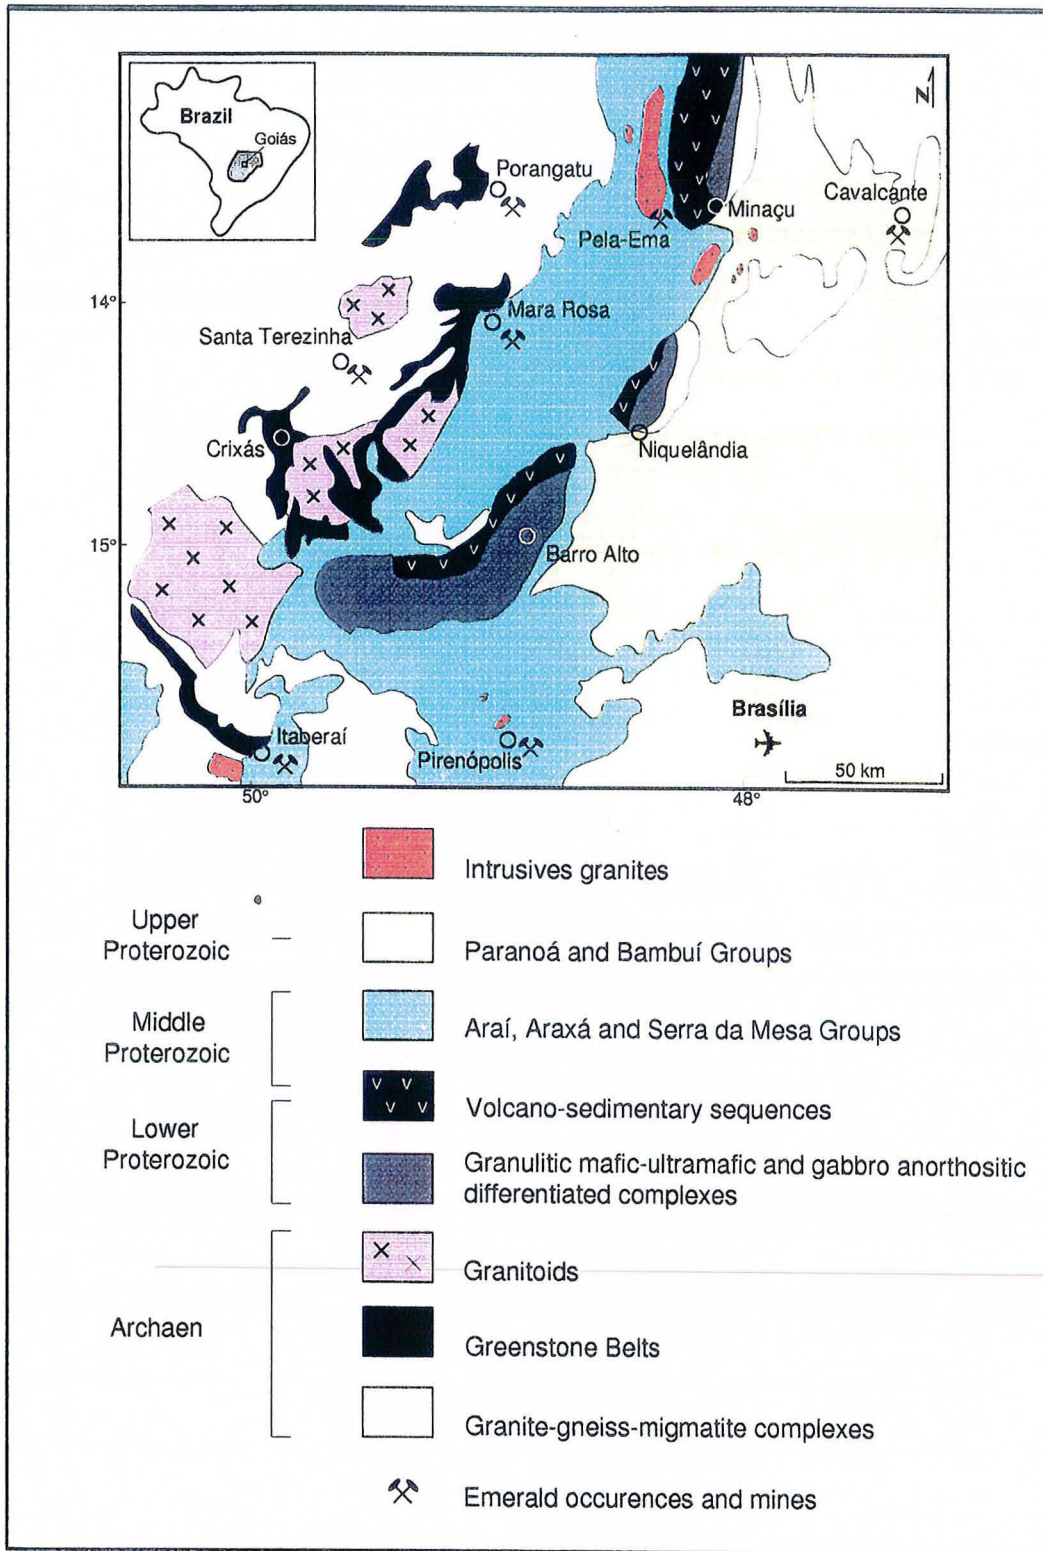 Brazil
Goiás
N
Porangatu
Cavalcante
Minaçu
Pela-Ema
14°
Mara Rosa
Santa Terezinha
Crixás
Niquelândia
15°
Barro Alto
Brasília
Itaberaí
Pirenópolis
50 km
50°
48°
Intrusives granites
Upper
Proterozoic
Paranoá and Bambuí Groups
Middle
Proterozoic
Araí, Araxá and Serra da Mesa Groups
V V
V V
Volcano-sedimentary sequences
Lower
Proterozoic
Granulitic mafic-ultramafic and gabbro anorthositic
differentiated complexes
Granitoids
Archaen
Greenstone Belts
Granite-gneiss-migmatite complexes
Emerald occurences and mines